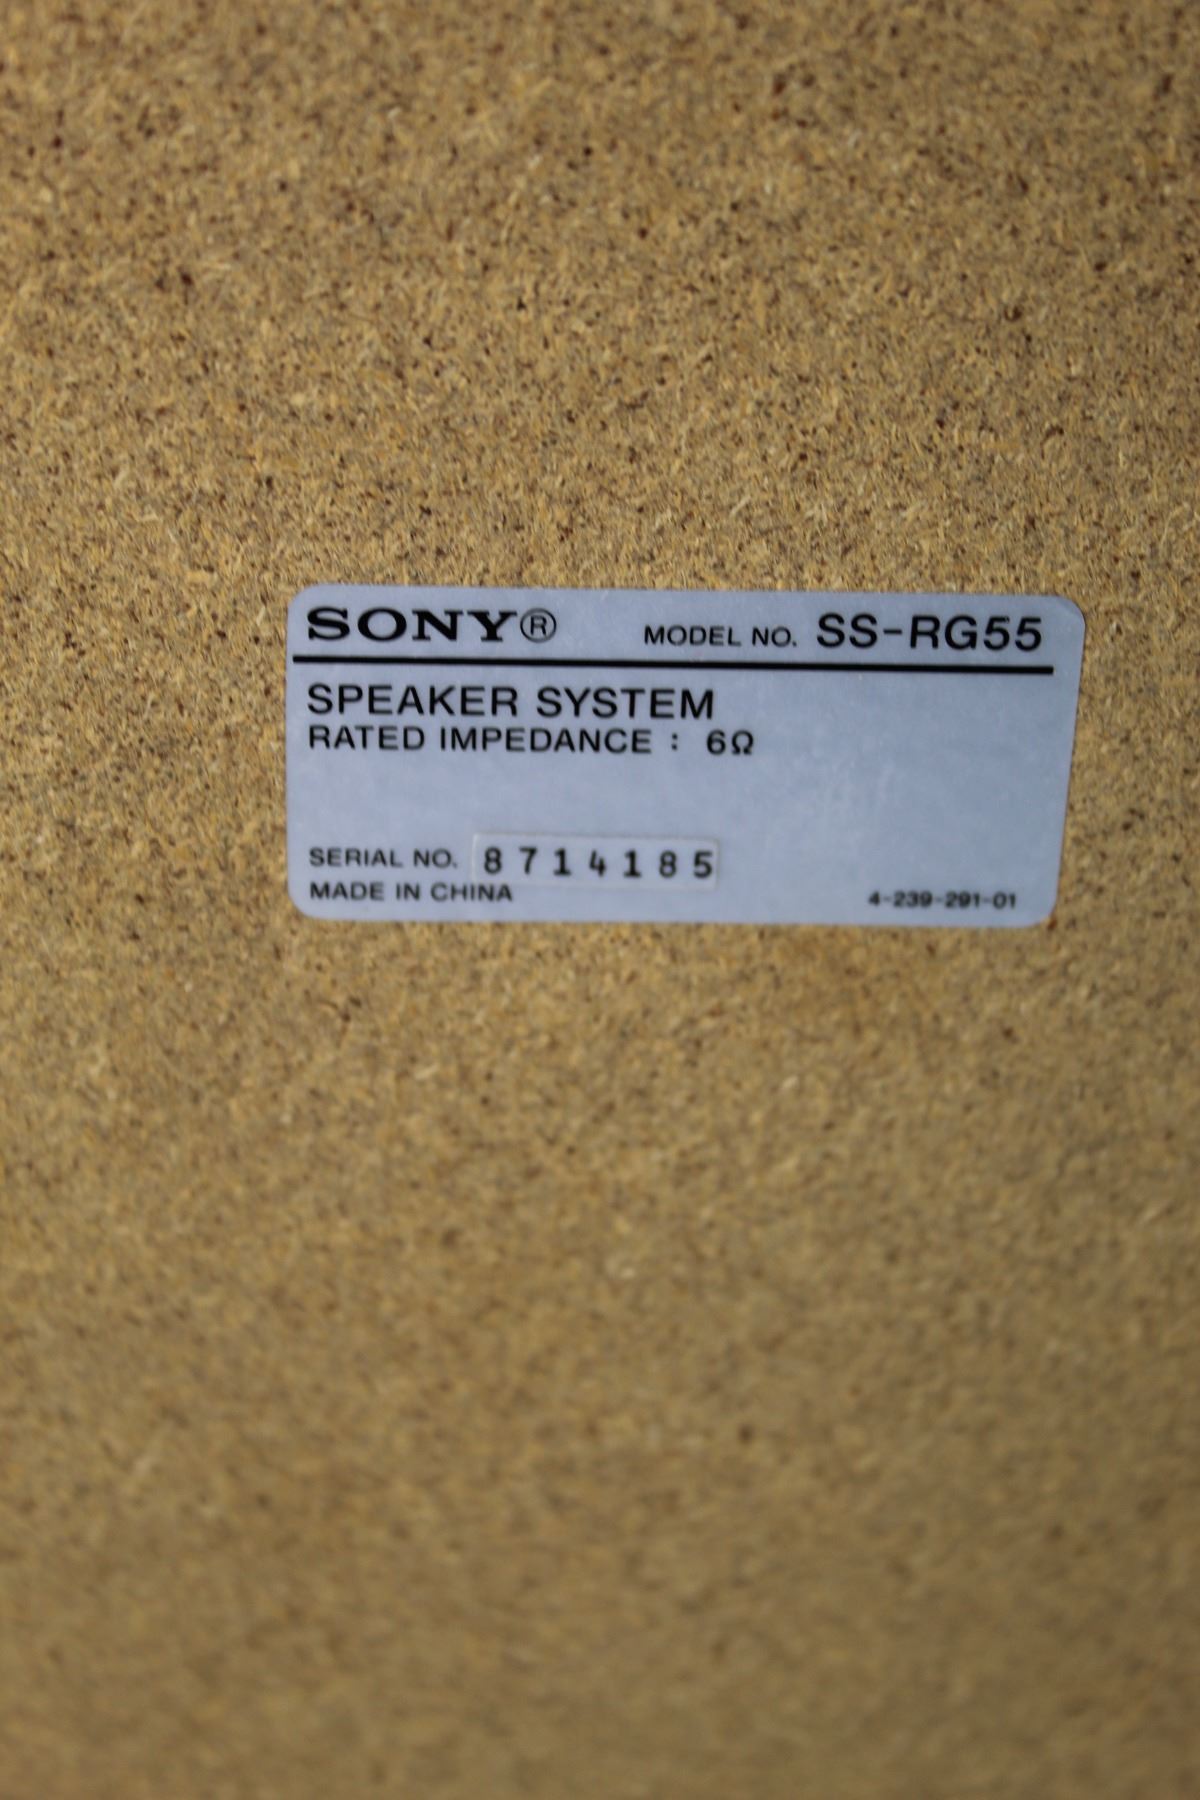 SONY® MODEL NO. SS-RG55
SPEAKER SYSTEM
RATED IMPEDANCE : 6Ω
SERIAL NO. 8714185
MADE IN CHINA 4-239-291-01